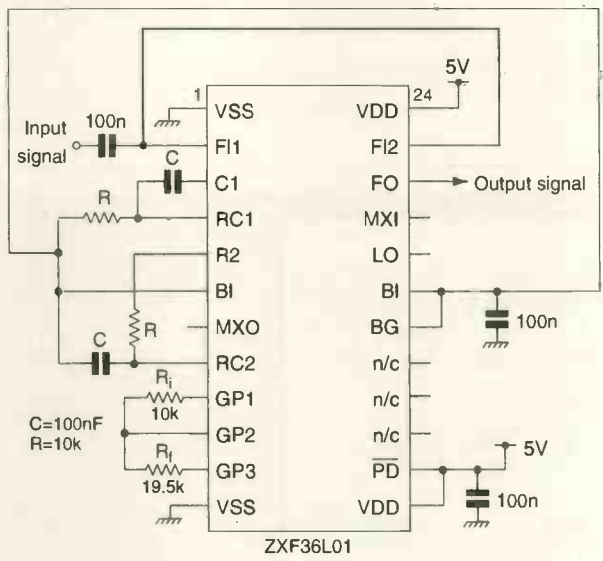 1
24
5V
VSS
VDD
Input
signal
100n
FI1
FI2
C
C1
FO
Output signal
R
RC1
MXI
R2
LO
BI
BI
R
MXO
BG
100n
C
RC2
n/c
Ri
10k
GP1
n/c
C=100nF
R=10k
GP2
n/c
5V
Rf
19.5k
GP3
PD
100n
VSS
VDD
ZXF36L01